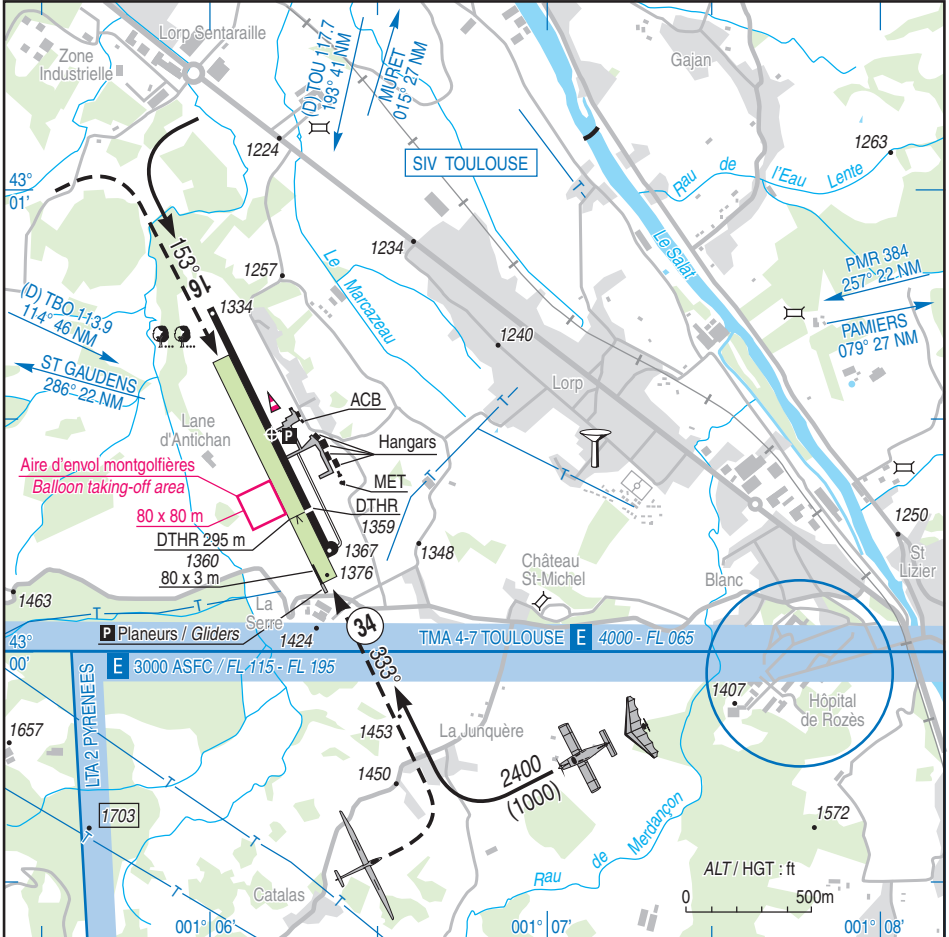 Lorp Sentaraille
Zone
Industrielle
(D) TOU 117.7
193° 41 NM
MURET
015° 27 NM
Gajan
1224
SIV TOULOUSE
1263
Rau de l'Eau Lente
43°
01'
T
153°
16
1234
Le Salat
1257
Le Marcazeau
PMR 384
257° 22 NM
PAMIERS
079° 27 NM
(D) TBO 113.9
114° 46 NM
ST GAUDENS
286° 22 NM
1334
1240
Lorp
ACB
P
Lane
d'Antichan
Hangars
T
T
T
Aire d'envol montgolfières
Balloon taking-off area
80 x 80 m
MET
DTHR
1359
DTHR 295 m
1360
1250
St
Lizier
1367
1348
80 x 3 m
1376
Château
St-Michel
Blanc
1463
T
T
La
Serre
34
43°
00'
P Planeurs / Gliders
1424
TMA 4-7 TOULOUSE E 4000 - FL 065
E 3000 ASFC / FL 115 - FL 195
333°
LTA 2 PYRENEES
1407
Hôpital
de Rozès
1657
1453
La Junquère
T
T
1450
2400
(1000)
1703
T
T
T
1572
Rau de Merdançon
ALT / HGT : ft
0 500m
Catalas
001° 06'
001° 07'
001° 08'